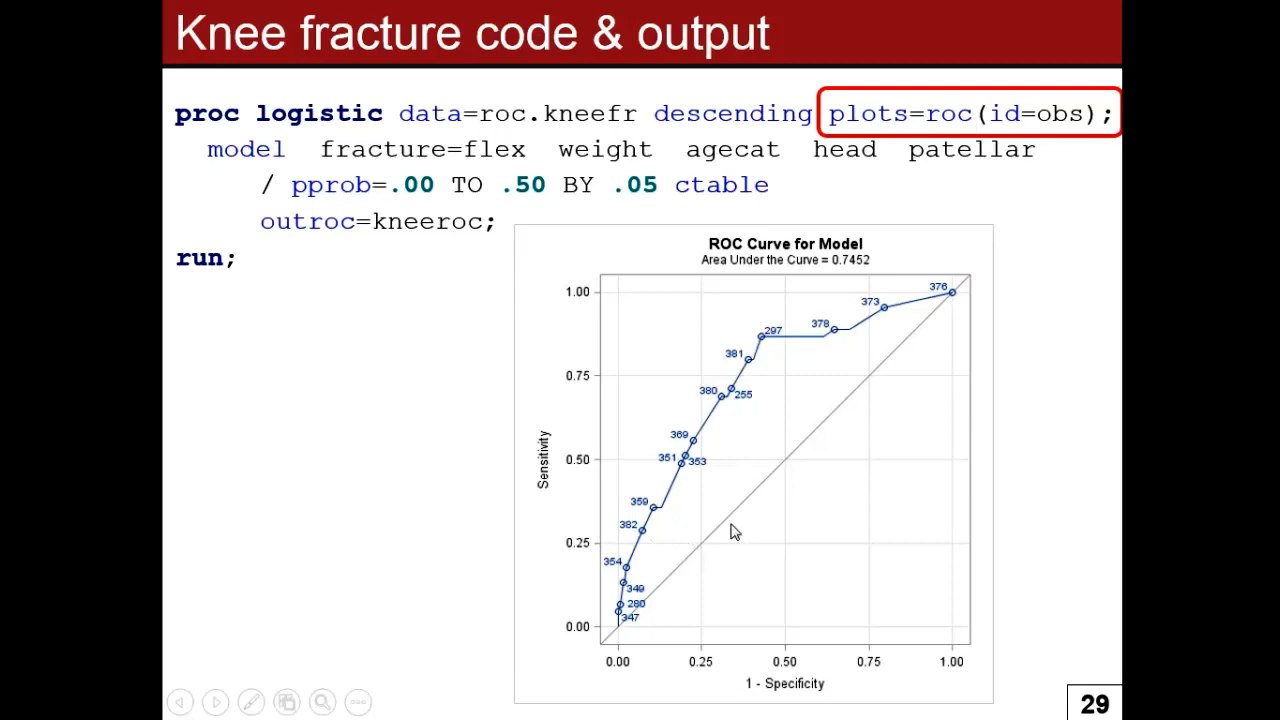 Knee fracture code & output
proc logistic data=roc.kneefr descending plots=roc(id=obs);
model fracture=flex weight agecat head patellar
/ pprob=.00 TO .50 BY .05 ctable
outroc=kneeroc;
run;
ROC Curve for Model
Area Under the Curve = 0.7452
1.00
0.75
0.50
0.25
0.00
Sensitivity
376
373
378
297
381
380
255
369
351
353
359
382
354
349
280
347
0.00 0.25 0.50 0.75 1.00
1 - Specificity
29